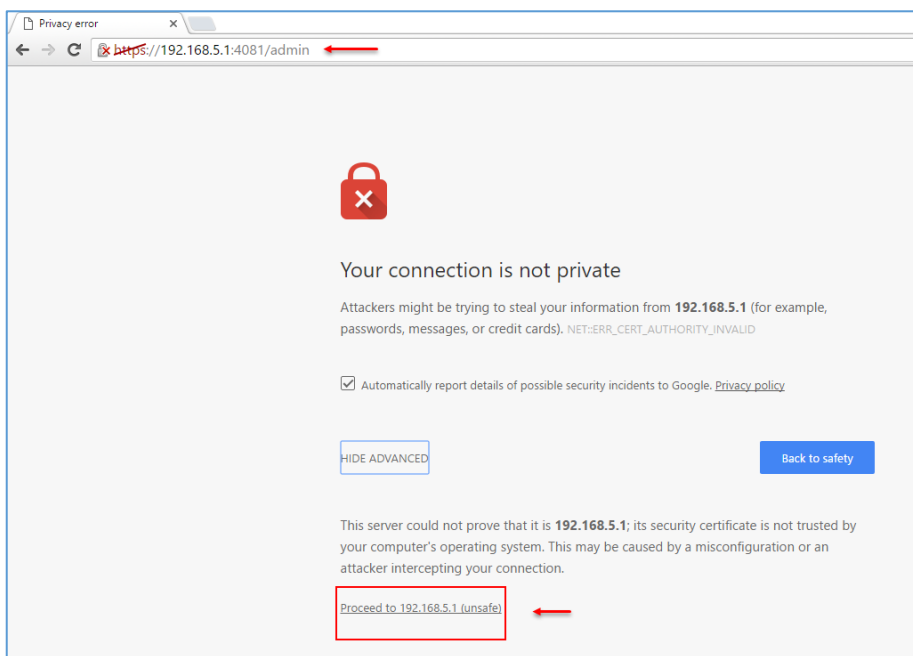 Privacy error
https://192.168.5.1:4081/admin
Your connection is not private
Attackers might be trying to steal your information from 192.168.5.1 (for example,
passwords, messages, or credit cards). NET::ERR_CERT_AUTHORITY_INVALID
Automatically report details of possible security incidents to Google. Privacy policy
HIDE ADVANCED
Back to safety
This server could not prove that it is 192.168.5.1; its security certificate is not trusted by
your computer's operating system. This may be caused by a misconfiguration or an
attacker intercepting your connection.
Proceed to 192.168.5.1 (unsafe)